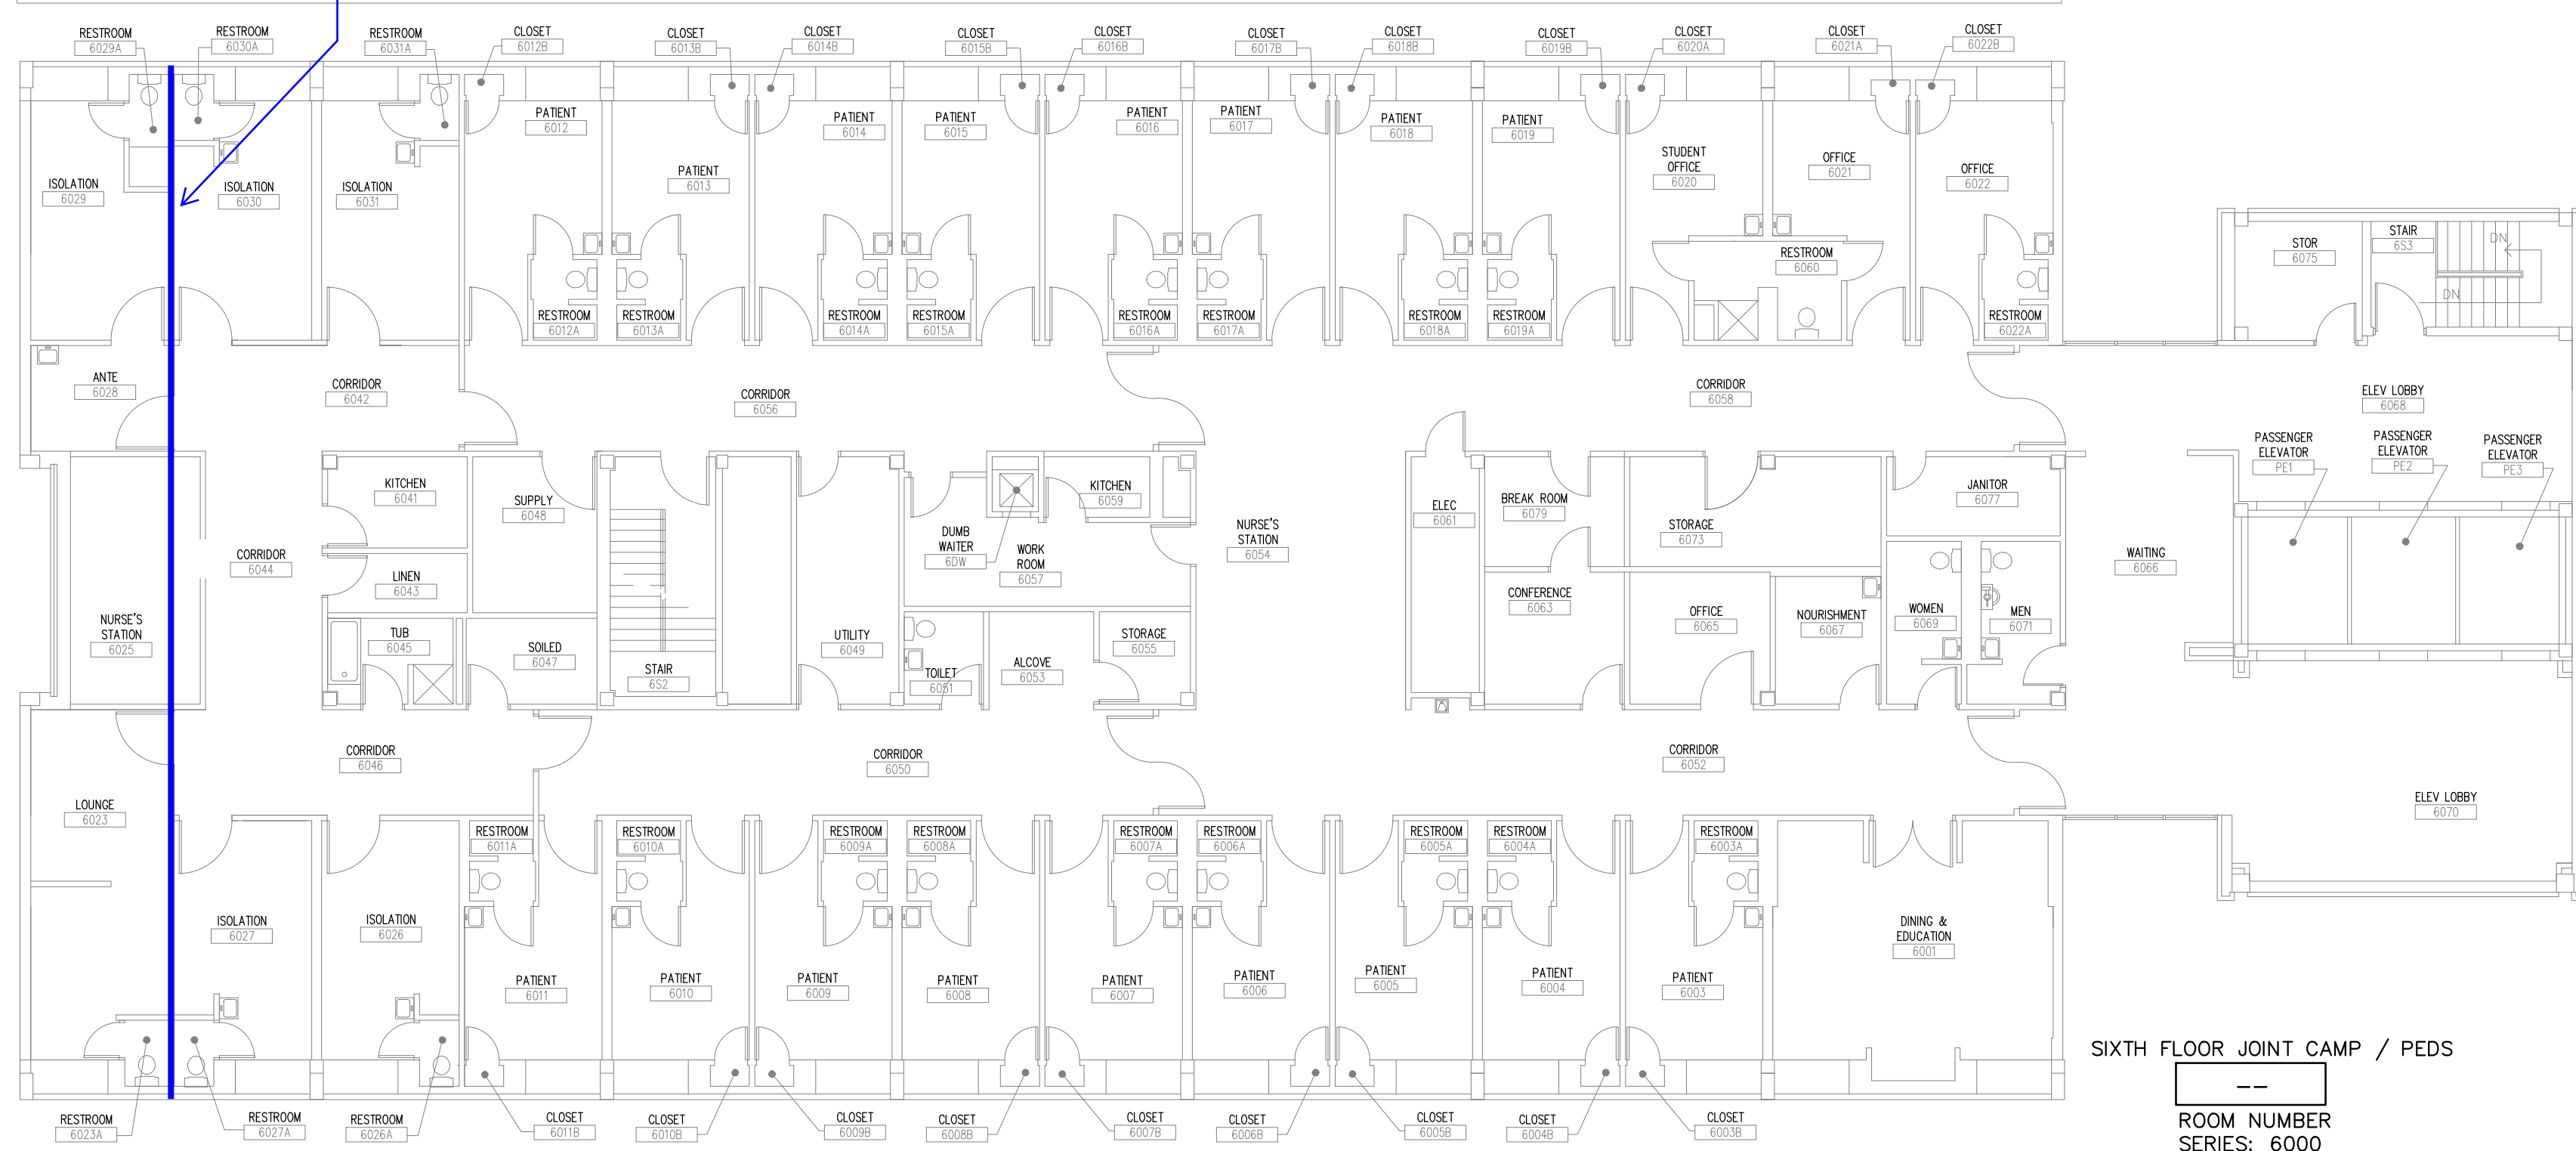 RESTROOM
6029A
RESTROOM
6030A
RESTROOM
6031A
CLOSET
6012B
CLOSET
6013B
CLOSET
6014B
CLOSET
6015B
CLOSET
6016B
CLOSET
6017B
CLOSET
6018B
CLOSET
6019B
CLOSET
6020A
CLOSET
6021A
CLOSET
6022B
ISOLATION
6029
ISOLATION
6030
ISOLATION
6031
PATIENT
6012
PATIENT
6013
PATIENT
6014
PATIENT
6015
PATIENT
6016
PATIENT
6017
PATIENT
6018
PATIENT
6019
STUDENT
OFFICE
6020
OFFICE
6021
OFFICE
6022
RESTROOM
6060
STOR
6075
STAIR
6S3
DN
DN
RESTROOM
6012A
RESTROOM
6013A
RESTROOM
6014A
RESTROOM
6015A
RESTROOM
6016A
RESTROOM
6017A
RESTROOM
6018A
RESTROOM
6019A
RESTROOM
6022A
ANTE
6028
CORRIDOR
6042
CORRIDOR
6056
CORRIDOR
6058
ELEV LOBBY
6068
PASSENGER
ELEVATOR
PE1
PASSENGER
ELEVATOR
PE2
PASSENGER
ELEVATOR
PE3
KITCHEN
6041
SUPPLY
6048
KITCHEN
6059
DUMB
WAITER
6DW
WORK
ROOM
6057
NURSE'S
STATION
6054
ELEC
6061
BREAK ROOM
6079
STORAGE
6073
JANITOR
6077
WAITING
6066
CORRIDOR
6044
LINEN
6043
NURSE'S
STATION
6025
TUB
6045
SOILED
6047
STAIR
6S2
UTILITY
6049
TOILET
6051
ALCOVE
6053
STORAGE
6055
CONFERENCE
6063
OFFICE
6065
NOURISHMENT
6067
WOMEN
6069
MEN
6071
CORRIDOR
6046
CORRIDOR
6050
CORRIDOR
6052
ELEV LOBBY
6070
LOUNGE
6023
RESTROOM
6011A
RESTROOM
6010A
RESTROOM
6009A
RESTROOM
6008A
RESTROOM
6007A
RESTROOM
6006A
RESTROOM
6005A
RESTROOM
6004A
RESTROOM
6003A
ISOLATION
6027
ISOLATION
6026
PATIENT
6011
PATIENT
6010
PATIENT
6009
PATIENT
6008
PATIENT
6007
PATIENT
6006
PATIENT
6005
PATIENT
6004
PATIENT
6003
DINING &
EDUCATION
6001
RESTROOM
6023A
RESTROOM
6027A
RESTROOM
6026A
CLOSET
6011B
CLOSET
6010B
CLOSET
6009B
CLOSET
6008B
CLOSET
6007B
CLOSET
6006B
CLOSET
6005B
CLOSET
6004B
CLOSET
6003B
SIXTH FLOOR JOINT CAMP / PEDS
--
ROOM NUMBER
SERIES: 6000